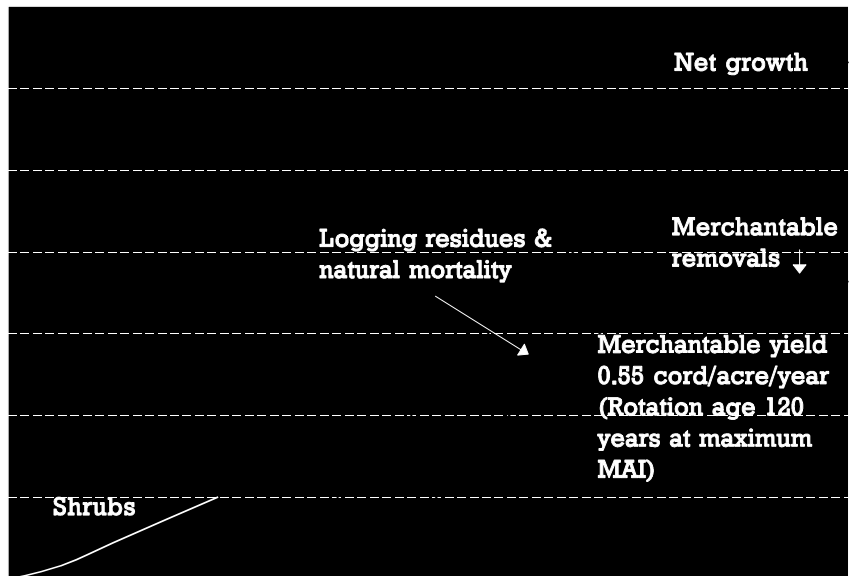 Net growth
Logging residues &
natural mortality
Merchantable
removals
Merchantable yield
0.55 cord/acre/year
(Rotation age 120
years at maximum
MAI)
Shrubs